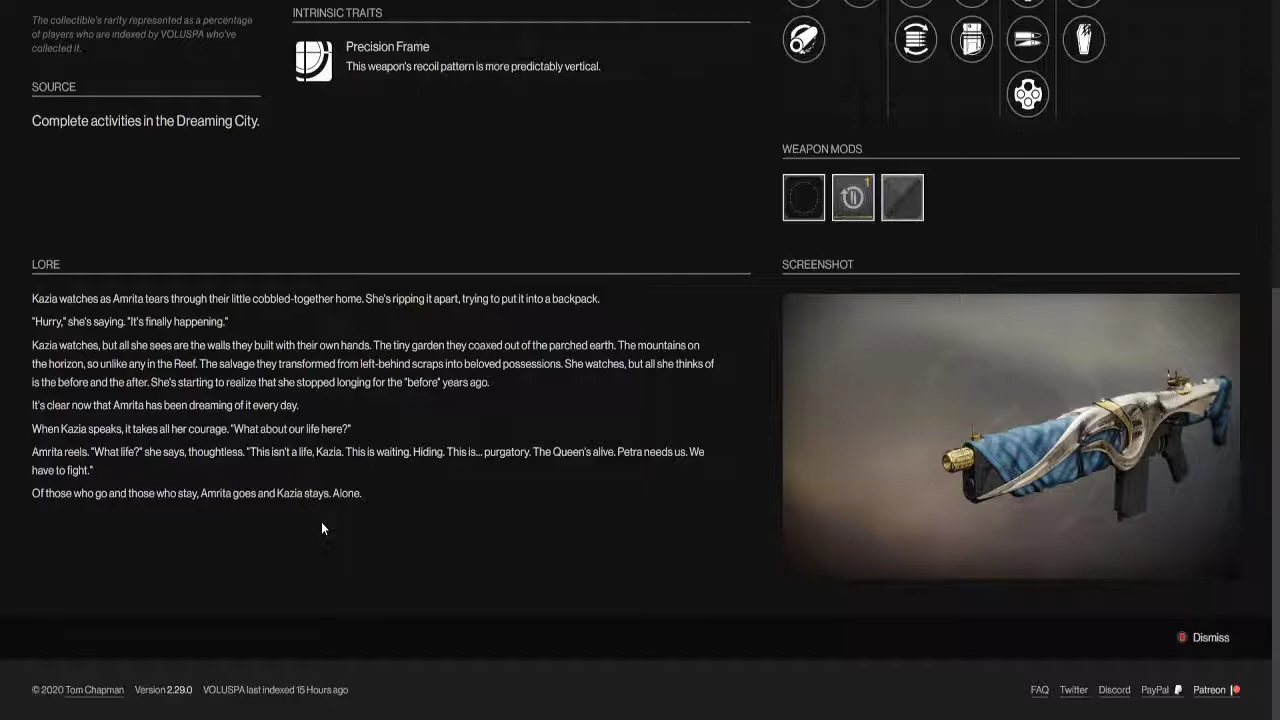 The collectible's rarity represented as a percentage
of players who are indexed by VOLUSPA who've
collected it.
SOURCE
Complete activities in the Dreaming City.
INTRINSIC TRAITS
Precision Frame
This weapon's recoil pattern is more predictably vertical.
WEAPON MODS
1
LORE
Kazia watches as Amrita tears through their little cobbled-together home. She's ripping it apart, trying to put it into a backpack.
"Hurry," she's saying. "It's finally happening."
Kazia watches, but all she sees are the walls they built with their own hands. The tiny garden they coaxed out of the parched earth. The mountains on
the horizon, so unlike any in the Reef. The salvage they transformed from left-behind scraps into beloved possessions. She watches, but all she thinks of
is the before and the after. She's starting to realize that she stopped longing for the "before" years ago.
It's clear now that Amrita has been dreaming of it every day.
When Kazia speaks, it takes all her courage. "What about our life here?"
Amrita reels. "What life?" she says, thoughtless. "This isn't a life, Kazia. This is waiting. Hiding. This is... purgatory. The Queen's alive. Petra needs us. We
have to fight."
Of those who go and those who stay, Amrita goes and Kazia stays. Alone.
SCREENSHOT
B Dismiss
© 2020 Tom Chapman Version 2.29.0 VOLUSPA last indexed 15 Hours ago
FAQ Twitter Discord PayPal Patreon